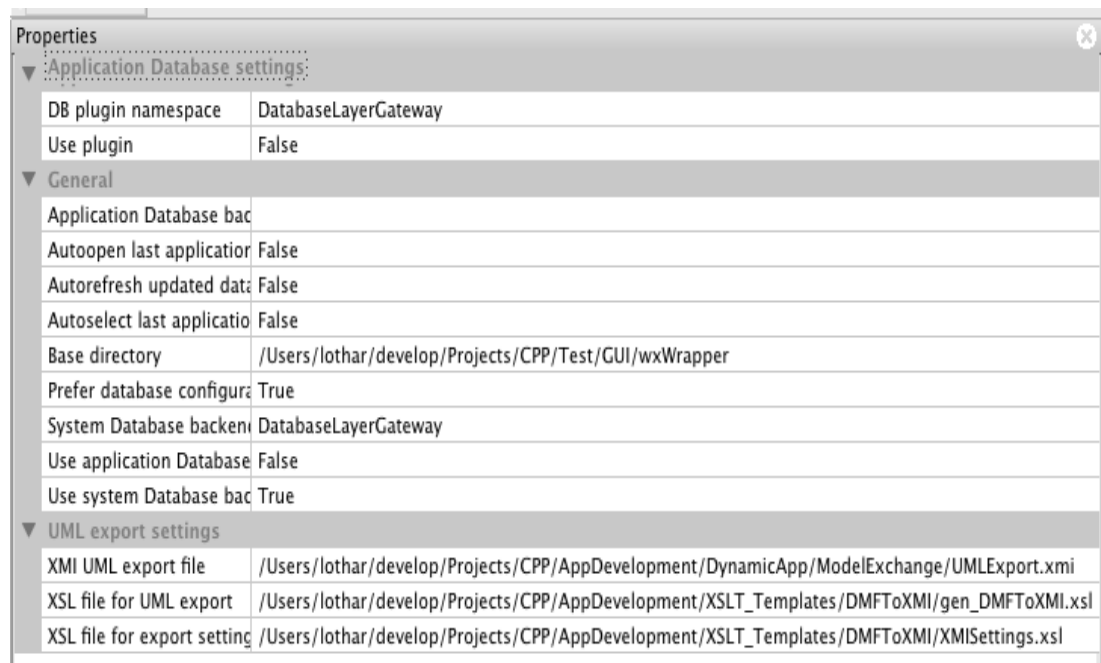 Properties
Application Database settings
DB plugin namespace DatabaseLayerGateway
Use plugin False
General
Application Database bac
Autoopen last application False
Autorefresh updated data False
Autoselect last applicatio False
Base directory /Users/lothar/develop/Projects/CPP/Test/GUI/wxWrapper
Prefer database configura True
System Database backend DatabaseLayerGateway
Use application Database False
Use system Database bac True
UML export settings
XMI UML export file /Users/lothar/develop/Projects/CPP/AppDevelopment/DynamicApp/ModelExchange/UMLExport.xmi
XSL file for UML export /Users/lothar/develop/Projects/CPP/AppDevelopment/XSLT_Templates/DMFToXMI/gen_DMFToXMI.xsl
XSL file for export setting /Users/lothar/develop/Projects/CPP/AppDevelopment/XSLT_Templates/DMFToXMI/XMISettings.xsl